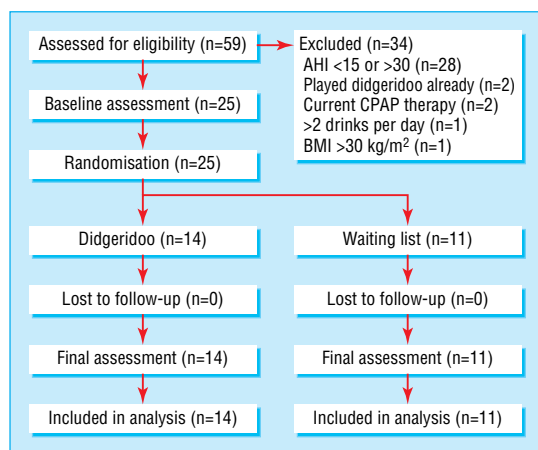 Assessed for eligibility (n=59)
Excluded (n=34)
AHI <15 or >30 (n=28)
Played didgeridoo already (n=2)
Current CPAP therapy (n=2)
>2 drinks per day (n=1)
BMI >30 kg/m² (n=1)
Baseline assessment (n=25)
Randomisation (n=25)
Didgeridoo (n=14)
Waiting list (n=11)
Lost to follow-up (n=0)
Lost to follow-up (n=0)
Final assessment (n=14)
Final assessment (n=11)
Included in analysis (n=14)
Included in analysis (n=11)